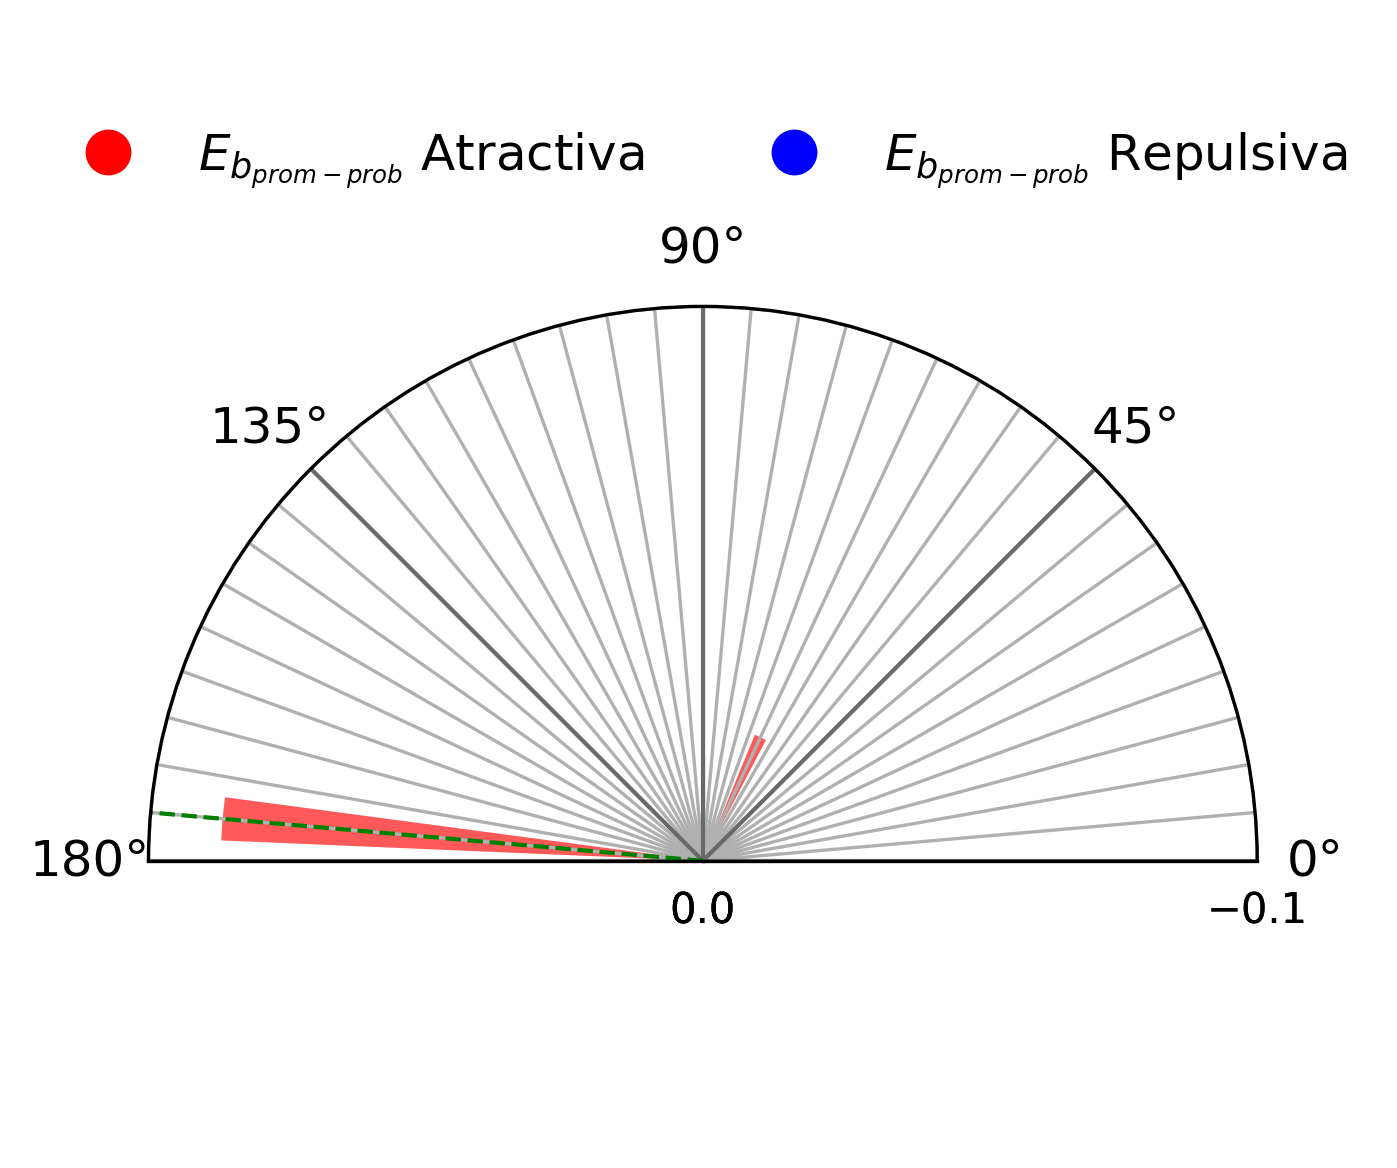 E_{b_{prom-prob}} Atractiva E_{b_{prom-prob}} Repulsiva
90°
135° 45°
180° 0°
0.0 −0.1